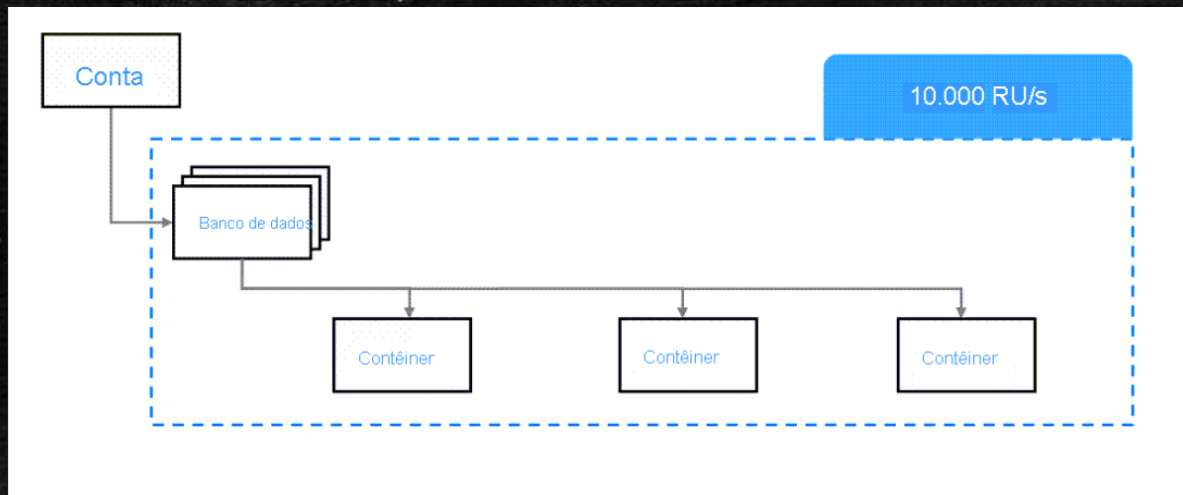 Conta
10.000 RU/s
Banco de dados
Contêiner
Contêiner
Contêiner